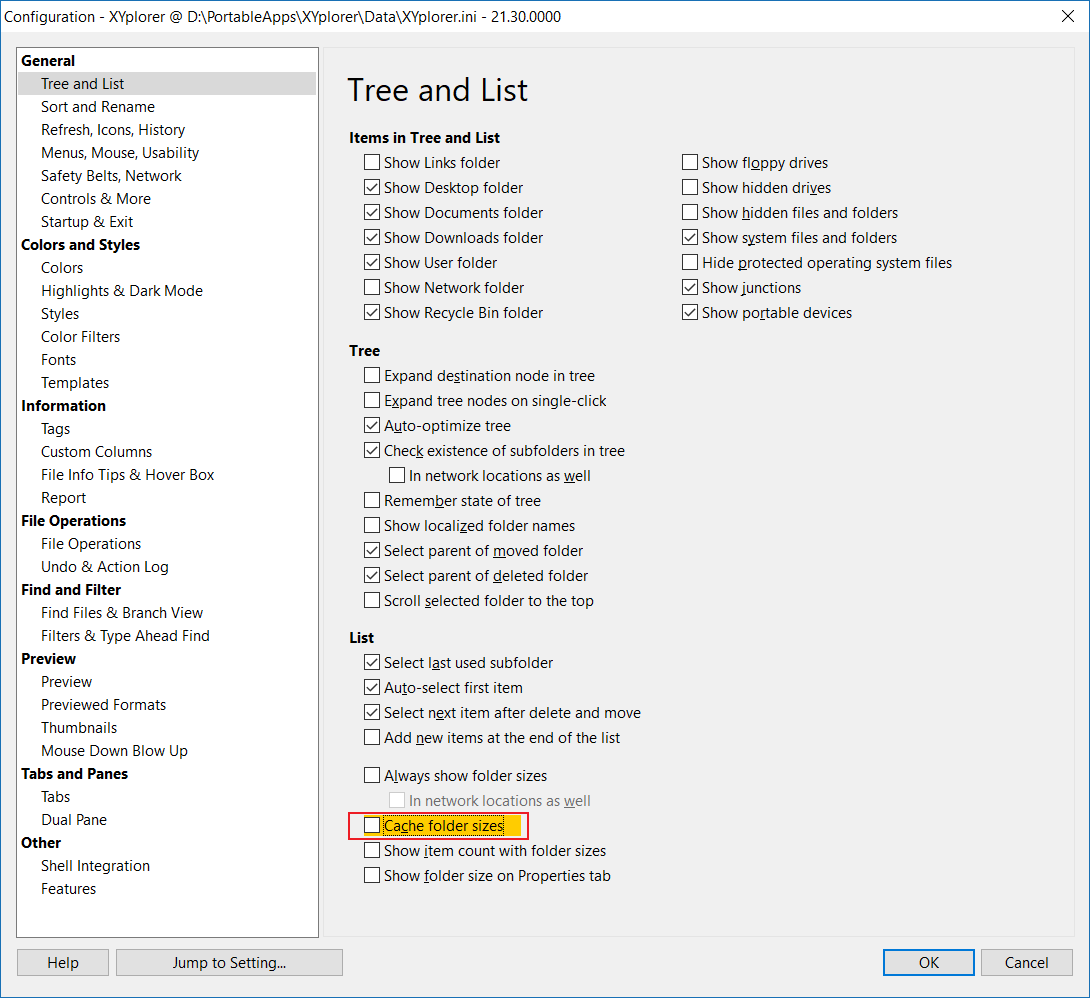 Configuration - XYplorer @ D:\PortableApps\XYplorer\Data\XYplorer.ini - 21.30.0000
General
Tree and List
Sort and Rename
Refresh, Icons, History
Menus, Mouse, Usability
Safety Belts, Network
Controls & More
Startup & Exit
Colors and Styles
Colors
Highlights & Dark Mode
Styles
Color Filters
Fonts
Templates
Information
Tags
Custom Columns
File Info Tips & Hover Box
Report
File Operations
File Operations
Undo & Action Log
Find and Filter
Find Files & Branch View
Filters & Type Ahead Find
Preview
Preview
Previewed Formats
Thumbnails
Mouse Down Blow Up
Tabs and Panes
Tabs
Dual Pane
Other
Shell Integration
Features
Tree and List
Items in Tree and List
Show Links folder
Show Desktop folder
Show Documents folder
Show Downloads folder
Show User folder
Show Network folder
Show Recycle Bin folder
Show floppy drives
Show hidden drives
Show hidden files and folders
Show system files and folders
Hide protected operating system files
Show junctions
Show portable devices
Tree
Expand destination node in tree
Expand tree nodes on single-click
Auto-optimize tree
Check existence of subfolders in tree
In network locations as well
Remember state of tree
Show localized folder names
Select parent of moved folder
Select parent of deleted folder
Scroll selected folder to the top
List
Select last used subfolder
Auto-select first item
Select next item after delete and move
Add new items at the end of the list
Always show folder sizes
In network locations as well
Cache folder sizes
Show item count with folder sizes
Show folder size on Properties tab
Help
Jump to Setting...
OK
Cancel